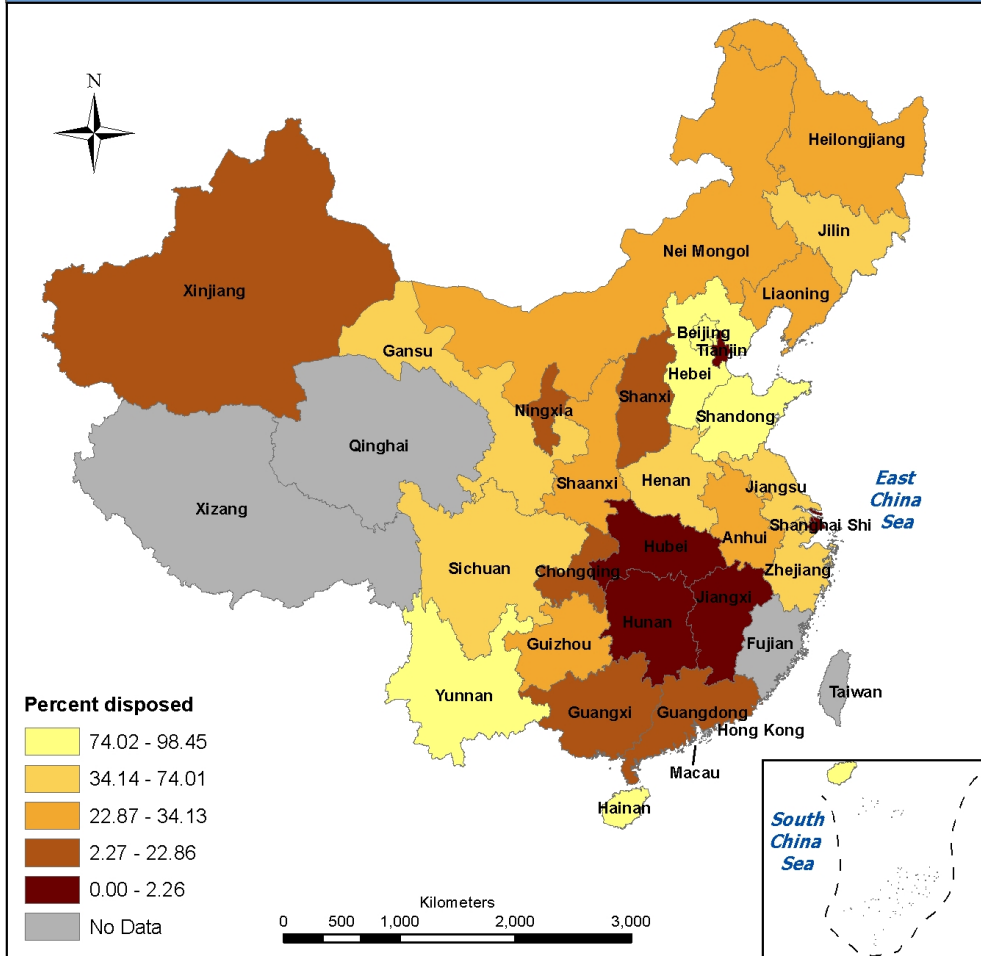 N
Heilongjiang
Jilin
Nei Mongol
Liaoning
Xinjiang
Beijing
Tianjin
Gansu
Hebei
Shanxi
Ningxia
Shandong
Qinghai
Shaanxi
Henan
Jiangsu
East
China
Sea
Xizang
Shanghai Shi
Anhui
Hubei
Sichuan
Chongqing
Zhejiang
Jiangxi
Hunan
Guizhou
Fujian
Yunnan
Taiwan
Guangxi
Guangdong
Hong Kong
Macau
Hainan
Percent disposed
74.02 - 98.45
34.14 - 74.01
22.87 - 34.13
2.27 - 22.86
0.00 - 2.26
No Data
Kilometers
0 500 1,000 2,000 3,000
South
China
Sea